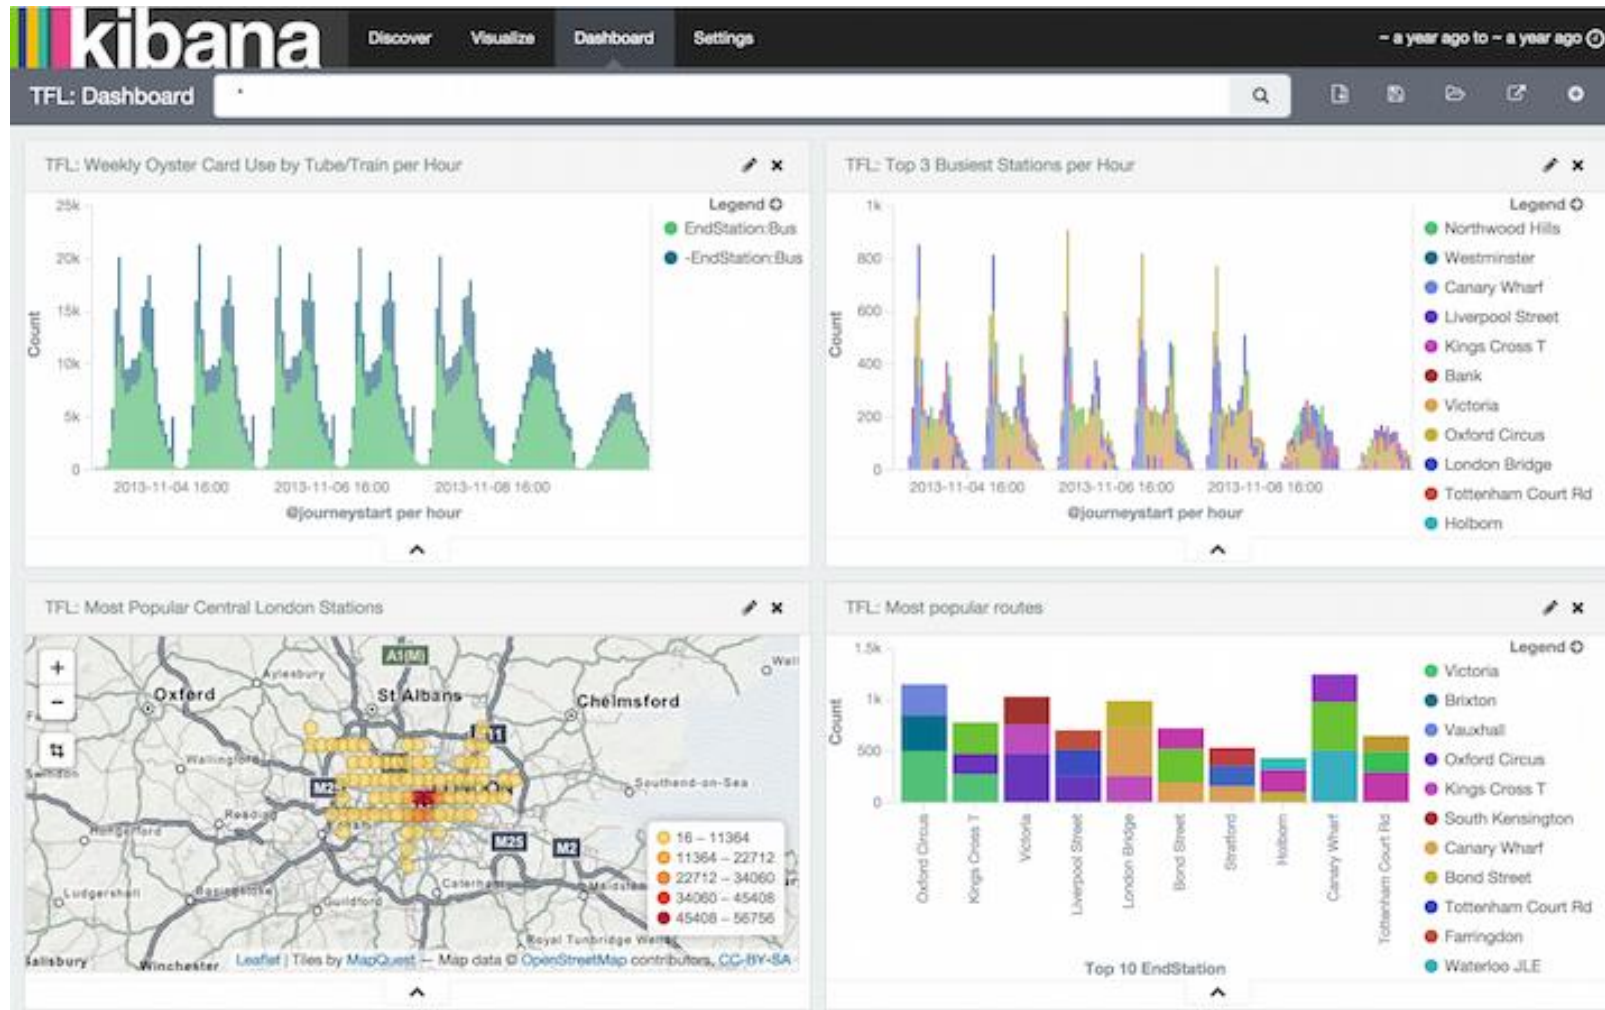 kibana
Discover Visualize Dashboard Settings
~ a year ago to ~ a year ago
TFL: Dashboard
*
TFL: Weekly Oyster Card Use by Tube/Train per Hour
25k
20k
15k
10k
5k
0
Count
2013-11-04 16:00 2013-11-06 16:00 2013-11-08 16:00
@journeystart per hour
Legend
EndStation:Bus
-EndStation:Bus
TFL: Top 3 Busiest Stations per Hour
1k
800
600
400
200
0
Count
2013-11-04 16:00 2013-11-06 16:00 2013-11-08 16:00
@journeystart per hour
Legend
Northwood Hills
Westminster
Canary Wharf
Liverpool Street
Kings Cross T
Bank
Victoria
Oxford Circus
London Bridge
Tottenham Court Rd
Holborn
TFL: Most Popular Central London Stations
+
−
A1(M)
Aylesbury
Oxford
St Albans
Chelmsford
11
Wallingford
Swindon
M2
Southend-on-Sea
Reading
Hungerford
M25
M2
Ludgershall
Basingstoke
Caterham
Maidstone
Guildford
Royal Tunbridge Wells
Salisbury
Winchester
16 – 11364
11364 – 22712
22712 – 34060
34060 – 45408
45408 – 56756
Leaflet | Tiles by MapQuest — Map data © OpenStreetMap contributors, CC-BY-SA
TFL: Most popular routes
1.5k
1k
500
0
Count
Oxford Circus
Kings Cross T
Victoria
Liverpool Street
London Bridge
Bond Street
Stratford
Holborn
Canary Wharf
Tottenham Court Rd
Top 10 EndStation
Legend
Victoria
Brixton
Vauxhall
Oxford Circus
Kings Cross T
South Kensington
Canary Wharf
Bond Street
Tottenham Court Rd
Farringdon
Waterloo JLE